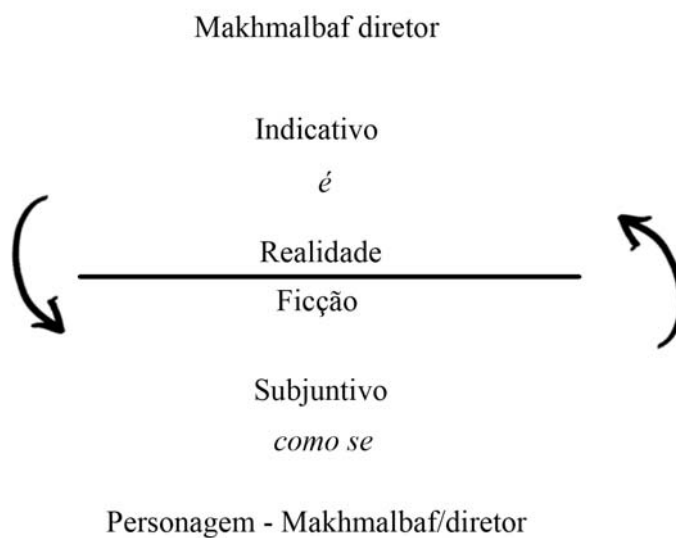 Makhmalbaf diretor
Indicativo
é
Realidade
Ficção
Subjuntivo
como se
Personagem - Makhmalbaf/diretor